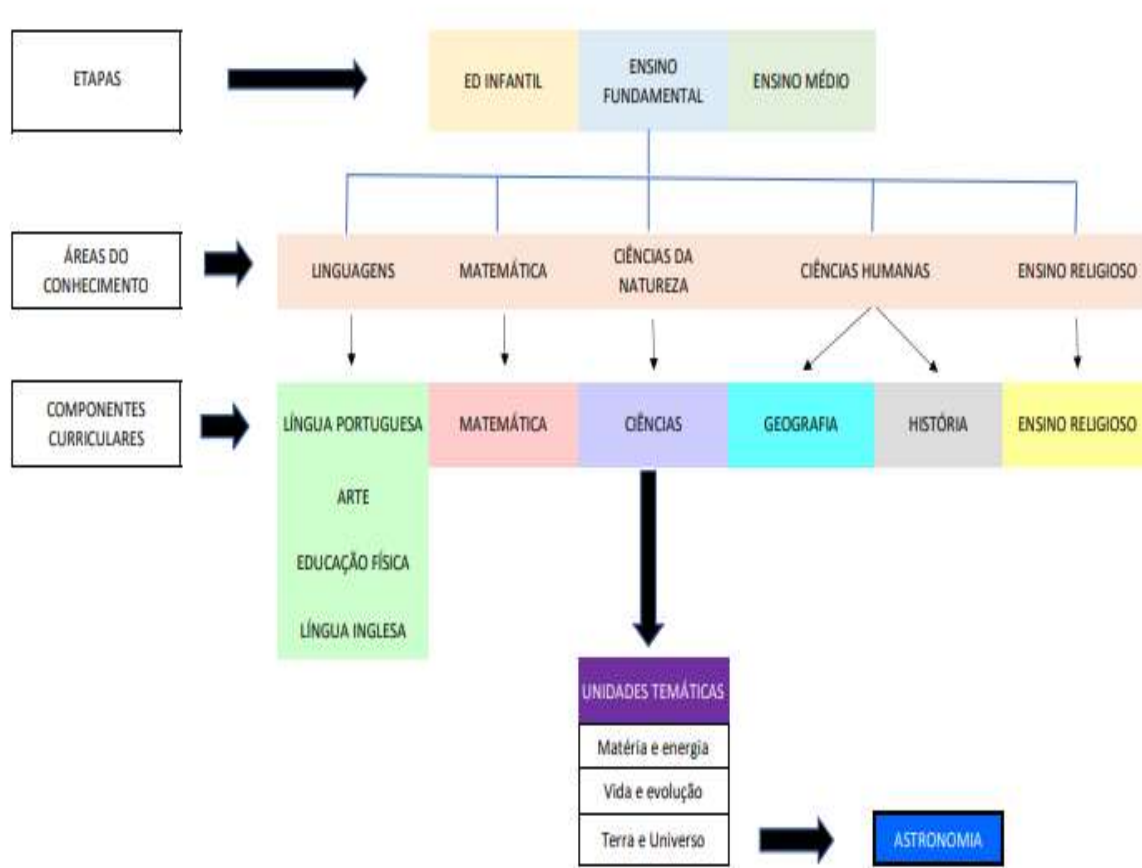 ETAPAS
ED INFANTIL
ENSINO
FUNDAMENTAL
ENSINO MÉDIO
ÁREAS DO
CONHECIMENTO
LINGUAGENS
MATEMÁTICA
CIÊNCIAS DA
NATUREZA
CIÊNCIAS HUMANAS
ENSINO RELIGIOSO
COMPONENTES
CURRICULARES
LÍNGUA PORTUGUESA
MATEMÁTICA
CIÊNCIAS
GEOGRAFIA
HISTÓRIA
ENSINO RELIGIOSO
ARTE
EDUCAÇÃO FÍSICA
LÍNGUA INGLESA
UNIDADES TEMÁTICAS
Matéria e energia
Vida e evolução
Terra e Universo
ASTRONOMIA